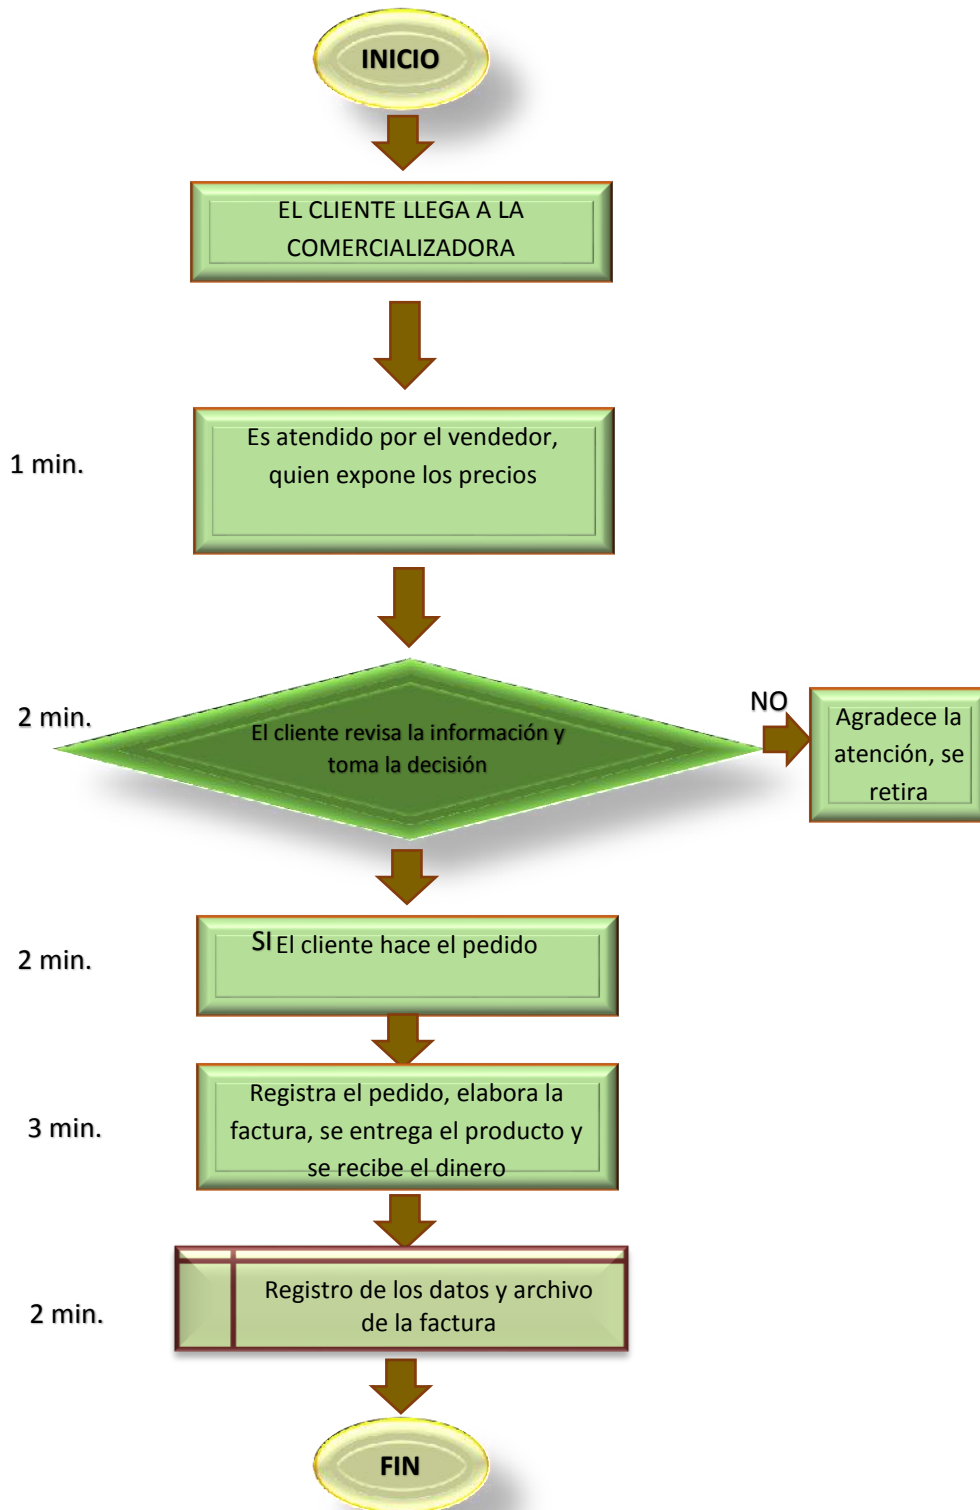 INICIO
EL CLIENTE LLEGA A LA
COMERCIALIZADORA
1 min.
Es atendido por el vendedor,
quien expone los precios
2 min.
El cliente revisa la información y
toma la decisión
NO
Agradece la
atención, se
retira
2 min.
SI El cliente hace el pedido
3 min.
Registra el pedido, elabora la
factura, se entrega el producto y
se recibe el dinero
2 min.
Registro de los datos y archivo
de la factura
FIN